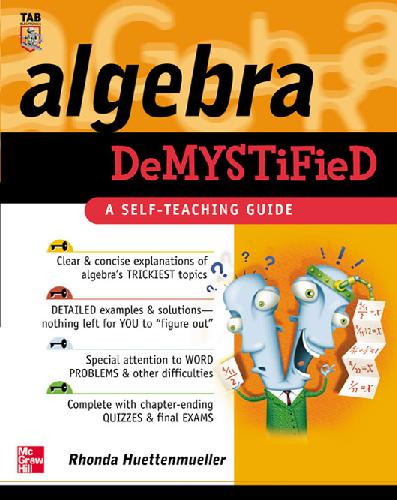 TAB
ELECTRONICS
algebra
DeMYSTiFieD
A SELF-TEACHING GUIDE
Clear & concise explanations of
algebra's TRICKIEST topics
DETAILED examples & solutions—
nothing left for YOU to "figure out"
Special attention to WORD
PROBLEMS & other difficulties
Complete with chapter-ending
QUIZZES & final EXAMS
Mc
Graw
Hill
Rhonda Huettenmueller